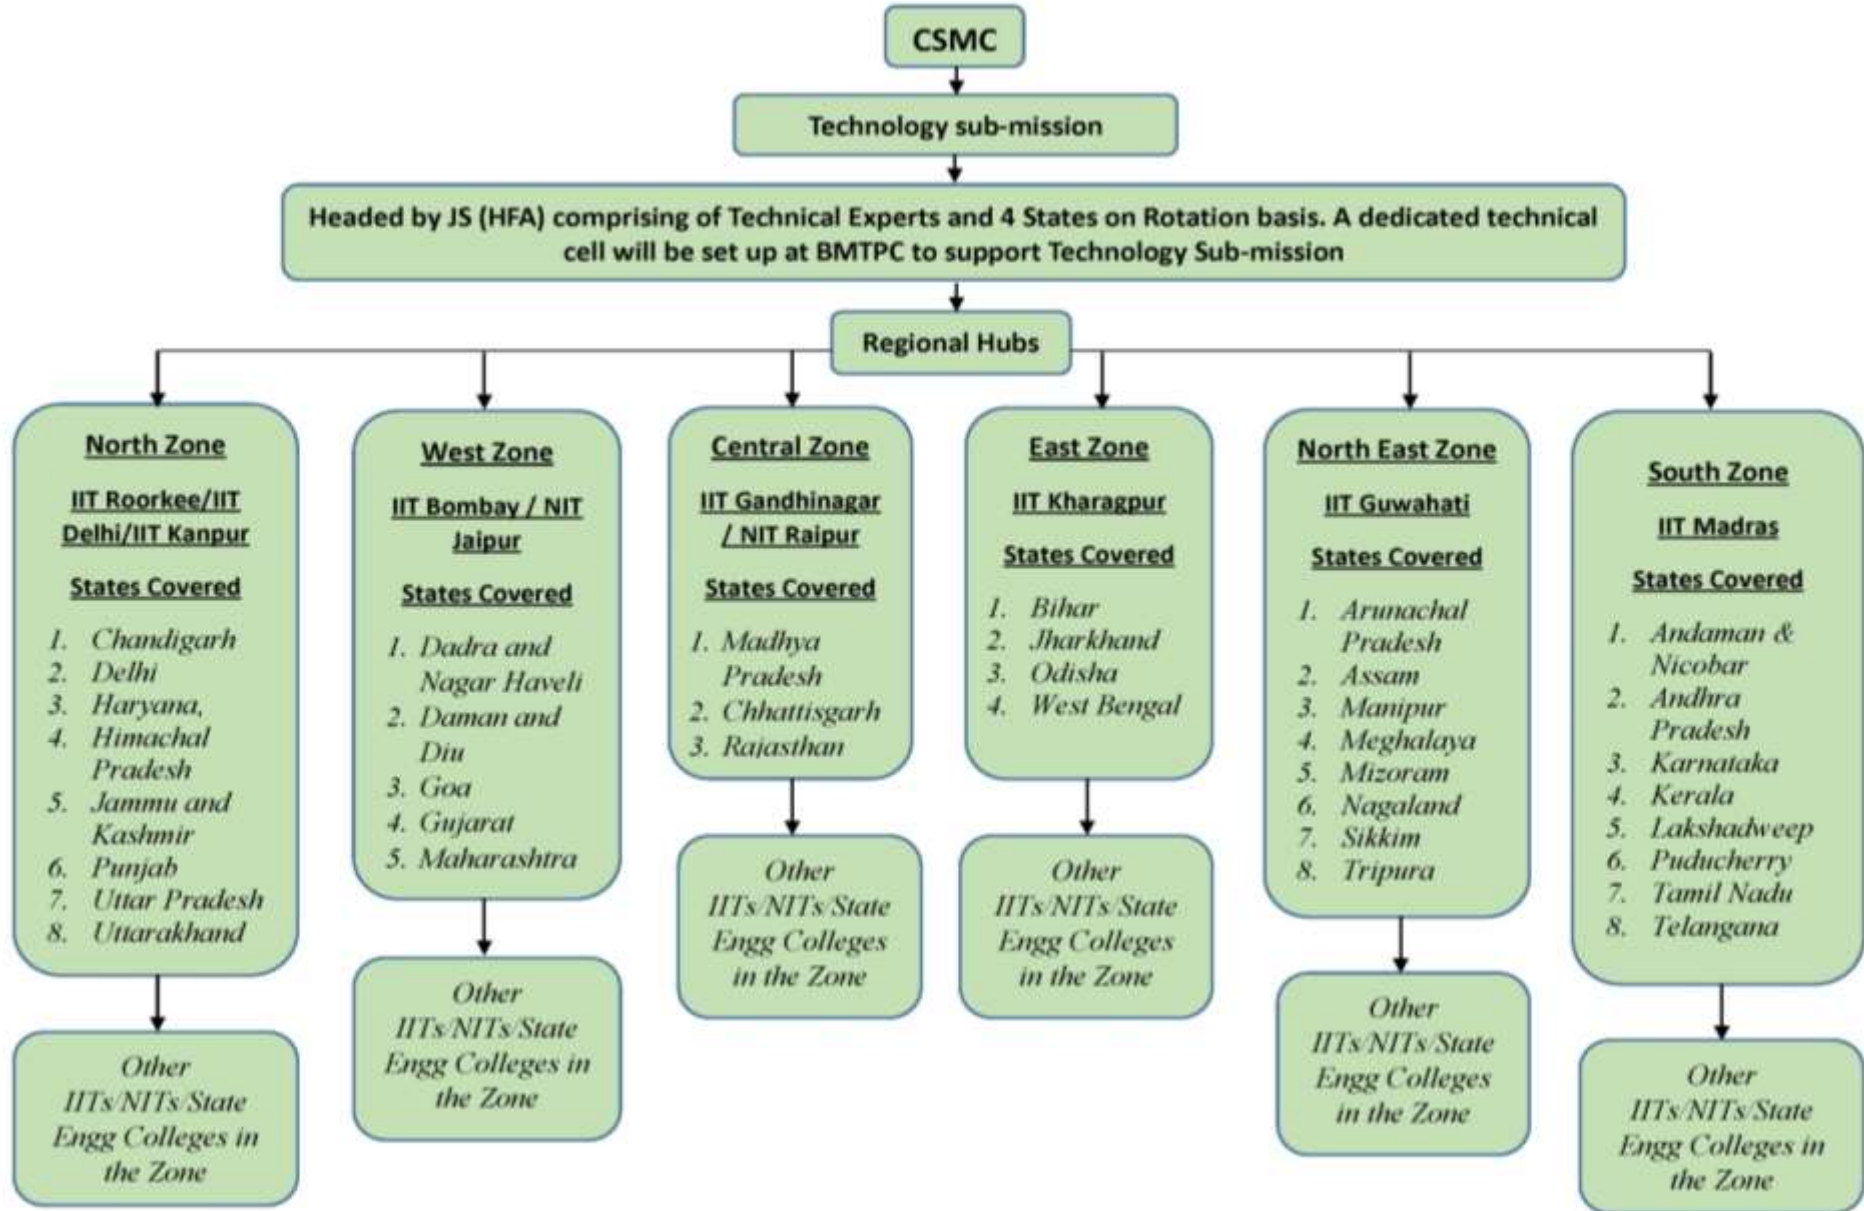 CSMC
Technology sub-mission
Headed by JS (HFA) comprising of Technical Experts and 4 States on Rotation basis. A dedicated technical
cell will be set up at BMTPC to support Technology Sub-mission
Regional Hubs
North Zone
IIT Roorkee/IIT
Delhi/IIT Kanpur
States Covered
1. Chandigarh
2. Delhi
3. Haryana,
4. Himachal
Pradesh
5. Jammu and
Kashmir
6. Punjab
7. Uttar Pradesh
8. Uttarakhand
Other
IITs/NITs/State
Engg Colleges in
the Zone
West Zone
IIT Bombay / NIT
Jaipur
States Covered
1. Dadra and
Nagar Haveli
2. Daman and
Diu
3. Goa
4. Gujarat
5. Maharashtra
Other
IITs/NITs/State
Engg Colleges in
the Zone
Central Zone
IIT Gandhinagar
/ NIT Raipur
States Covered
1. Madhya
Pradesh
2. Chhattisgarh
3. Rajasthan
Other
IITs/NITs/State
Engg Colleges
in the Zone
East Zone
IIT Kharagpur
States Covered
1. Bihar
2. Jharkhand
3. Odisha
4. West Bengal
Other
IITs/NITs/State
Engg Colleges
in the Zone
North East Zone
IIT Guwahati
States Covered
1. Arunachal
Pradesh
2. Assam
3. Manipur
4. Meghalaya
5. Mizoram
6. Nagaland
7. Sikkim
8. Tripura
Other
IITs/NITs/State
Engg Colleges
in the Zone
South Zone
IIT Madras
States Covered
1. Andaman &
Nicobar
2. Andhra
Pradesh
3. Karnataka
4. Kerala
5. Lakshadweep
6. Puducherry
7. Tamil Nadu
8. Telangana
Other
IITs/NITs/State
Engg Colleges in
the Zone